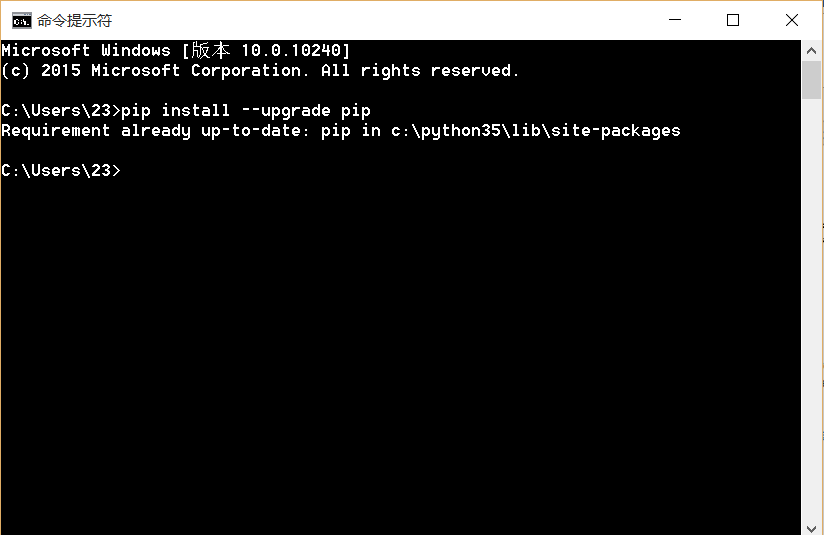 命令提示符
Microsoft Windows [版本 10.0.10240]
(c) 2015 Microsoft Corporation. All rights reserved.
C:\Users\23>pip install --upgrade pip
Requirement already up-to-date: pip in c:\python35\lib\site-packages
C:\Users\23>